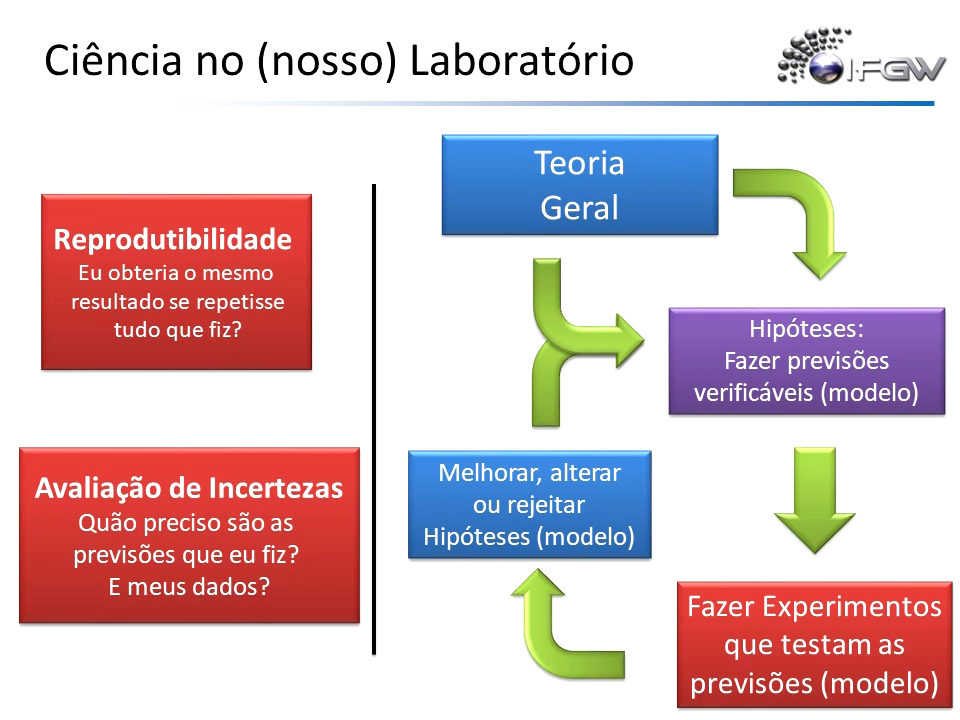 Ciência no (nosso) Laboratório
IFGW
Reprodutibilidade
Eu obteria o mesmo
resultado se repetisse
tudo que fiz?
Avaliação de Incertezas
Quão preciso são as
previsões que eu fiz?
E meus dados?
Teoria
Geral
Hipóteses:
Fazer previsões
verificáveis (modelo)
Melhorar, alterar
ou rejeitar
Hipóteses (modelo)
Fazer Experimentos
que testam as
previsões (modelo)